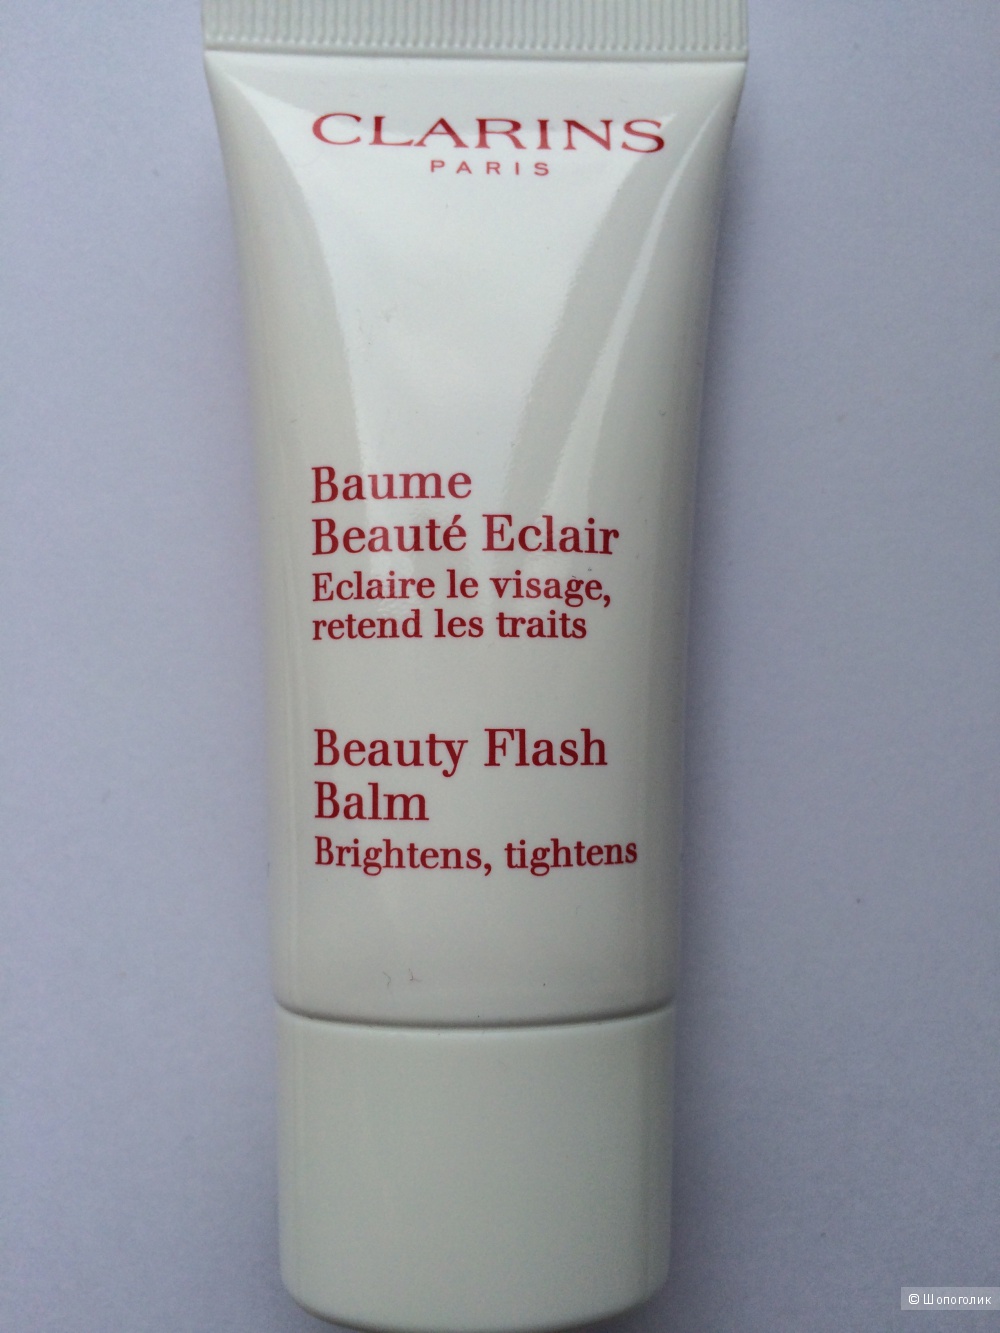 CLARINS
PARIS
Baume
Beauté Eclair
Eclaire le visage,
retend les traits
Beauty Flash
Balm
Brightens, tightens
© Шопоголик